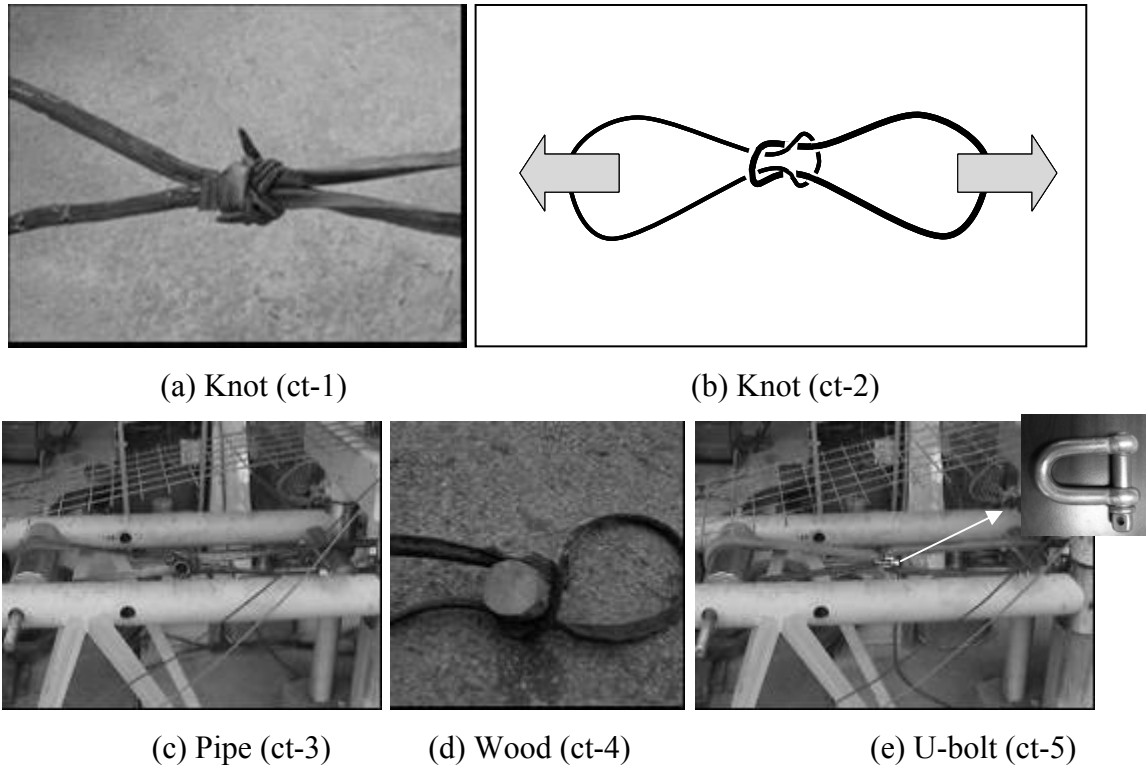 (a) Knot (ct-1)
(b) Knot (ct-2)
(c) Pipe (ct-3)
(d) Wood (ct-4)
(e) U-bolt (ct-5)